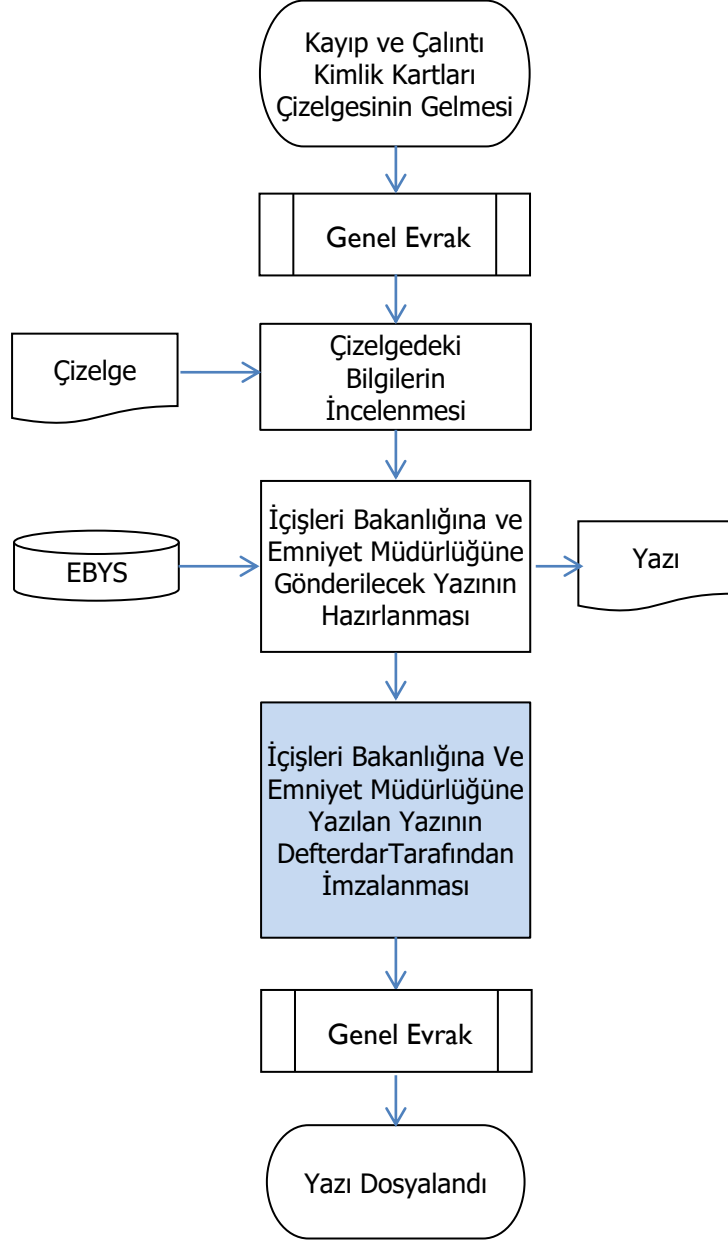 Kayıp ve Çalıntı
Kimlik Kartları
Çizelgesinin Gelmesi
Genel Evrak
Çizelge
Çizelgedeki
Bilgilerin
İncelenmesi
EBYS
İçişleri Bakanlığına ve
Emniyet Müdürlüğüne
Gönderilecek Yazının
Hazırlanması
Yazı
İçişleri Bakanlığına Ve
Emniyet Müdürlüğüne
Yazılan Yazının
DefterdarTarafından
İmzalanması
Genel Evrak
Yazı Dosyalandı